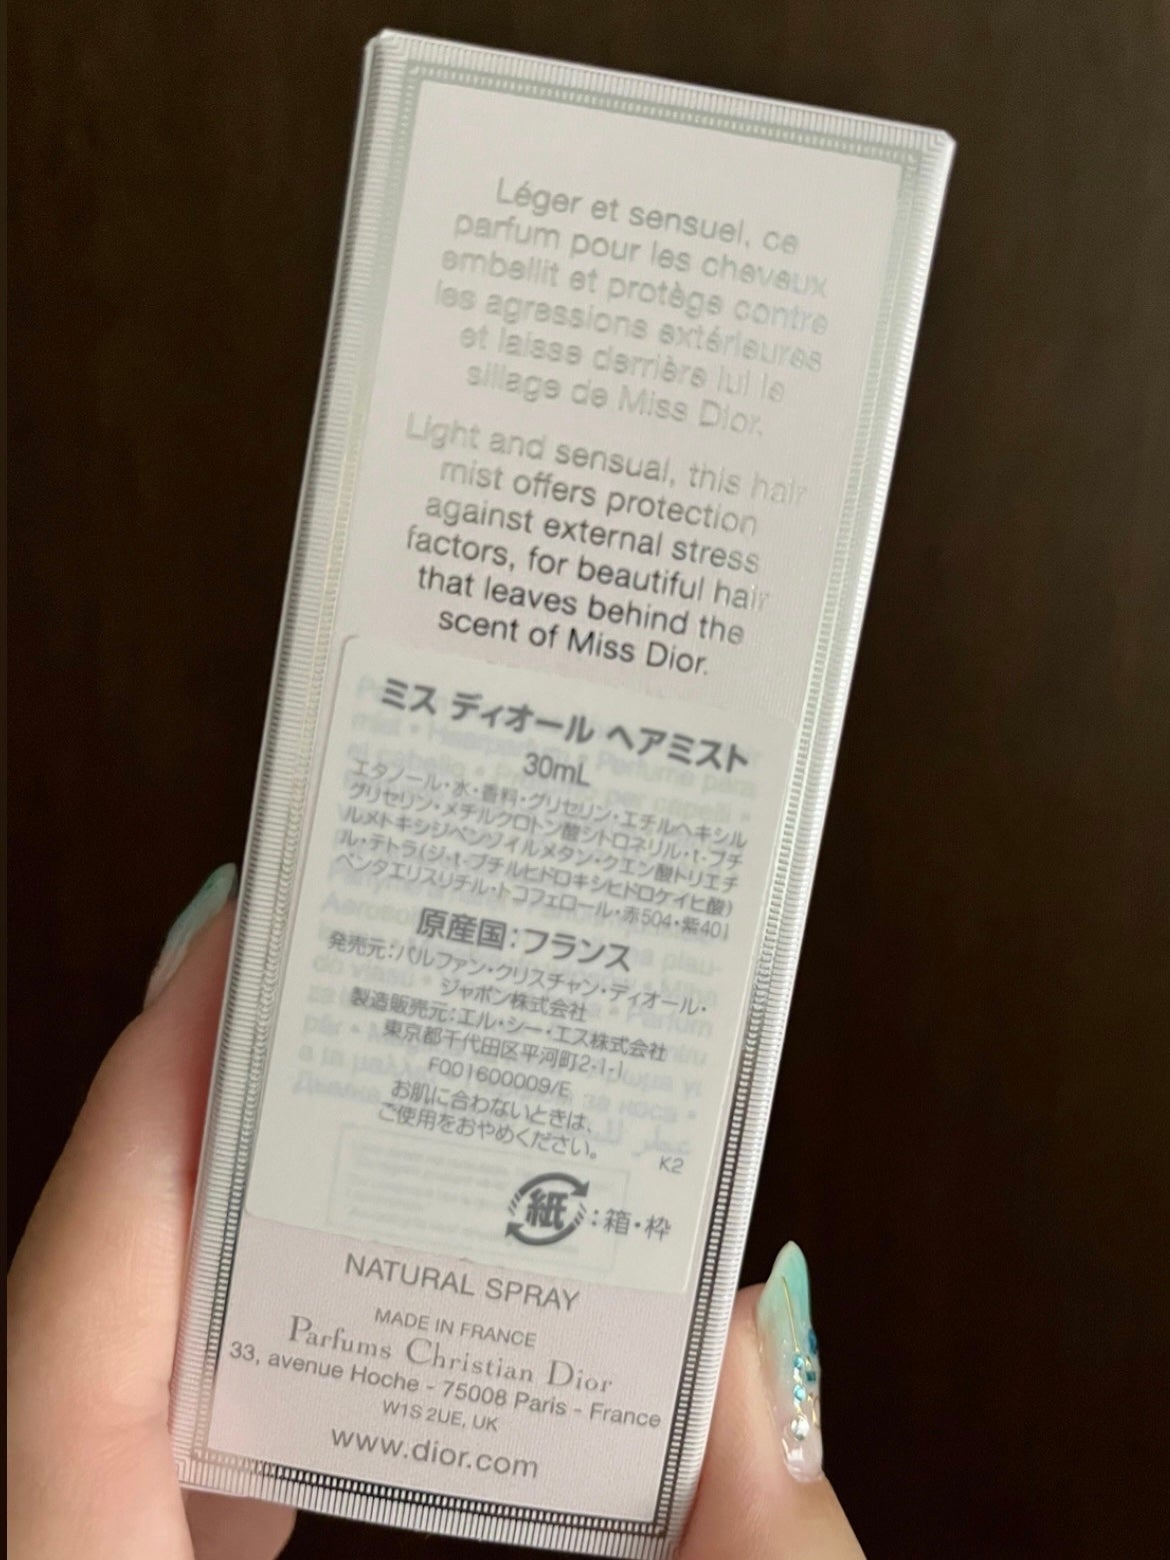 Léger et sensuel, ce
parfum pour les cheveux
embellit et protège contre
les agressions extérieures
et laisse derrière lui le
sillage de Miss Dior.
Light and sensual, this hair
mist offers protection
against external stress
factors, for beautiful hair
that leaves behind the
scent of Miss Dior.
ミス ディオール ヘアミスト
30mL
エタノール・水・香料・グリセリン・エチルヘキシル
グリセリン・メチルクロトン酸シトロネリル・t-ブチ
ルメトキシジベンゾイルメタン・クエン酸トリエチ
ル・テトラ(ジ-t-ブチルヒドロキシヒドロケイヒ酸)
ペンタエリスリチル・トコフェロール・赤504・紫401
原産国：フランス
発売元：パルファン・クリスチャン・ディオール・
ジャポン株式会社
製造販売元：エル・シー・エス株式会社
東京都千代田区平河町2-1-1
F001600009/E
お肌に合わないときは、
ご使用をおやめください。
K2
紙：箱・枠
NATURAL SPRAY
MADE IN FRANCE
Parfums Christian Dior
33, avenue Hoche - 75008 Paris - France
W1S 2UE, UK
www.dior.com